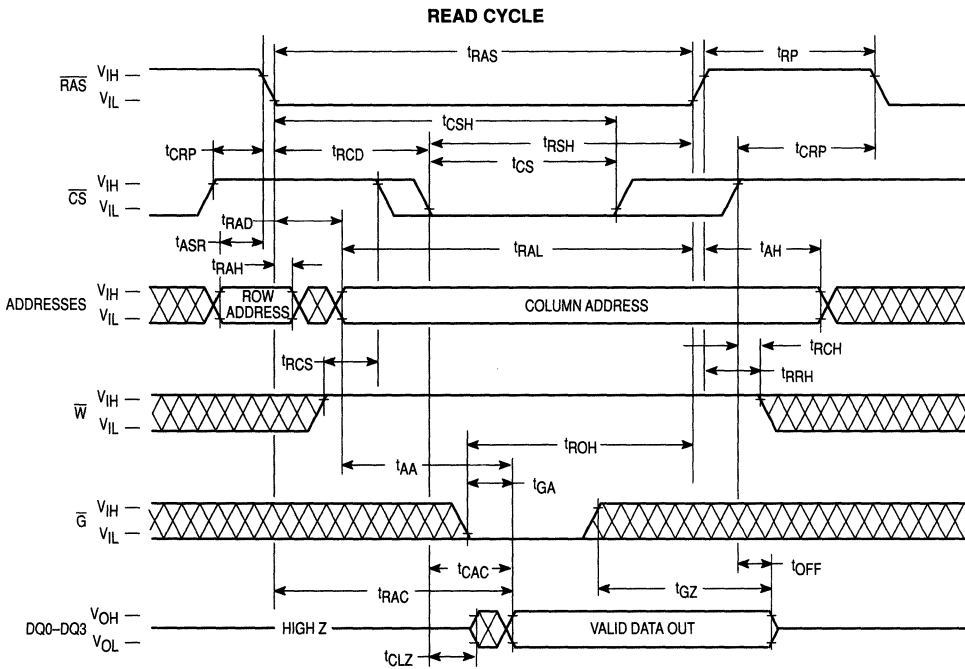 READ CYCLE
tRAS
tRP
RAS
VIH
VIL
tCSH
tCRP
tRCD
tRSH
tCS
tCRP
CS
VIH
VIL
tRAD
tASR
tRAL
tAH
tRAH
ADDRESSES
VIH
VIL
ROW
ADDRESS
COLUMN ADDRESS
tRCS
tRCH
tRRH
W
VIH
VIL
tROH
tAA
tGA
G
VIH
VIL
tCAC
tOFF
tRAC
tGZ
DQ0–DQ3
VOH
VOL
HIGH Z
VALID DATA OUT
tCLZ